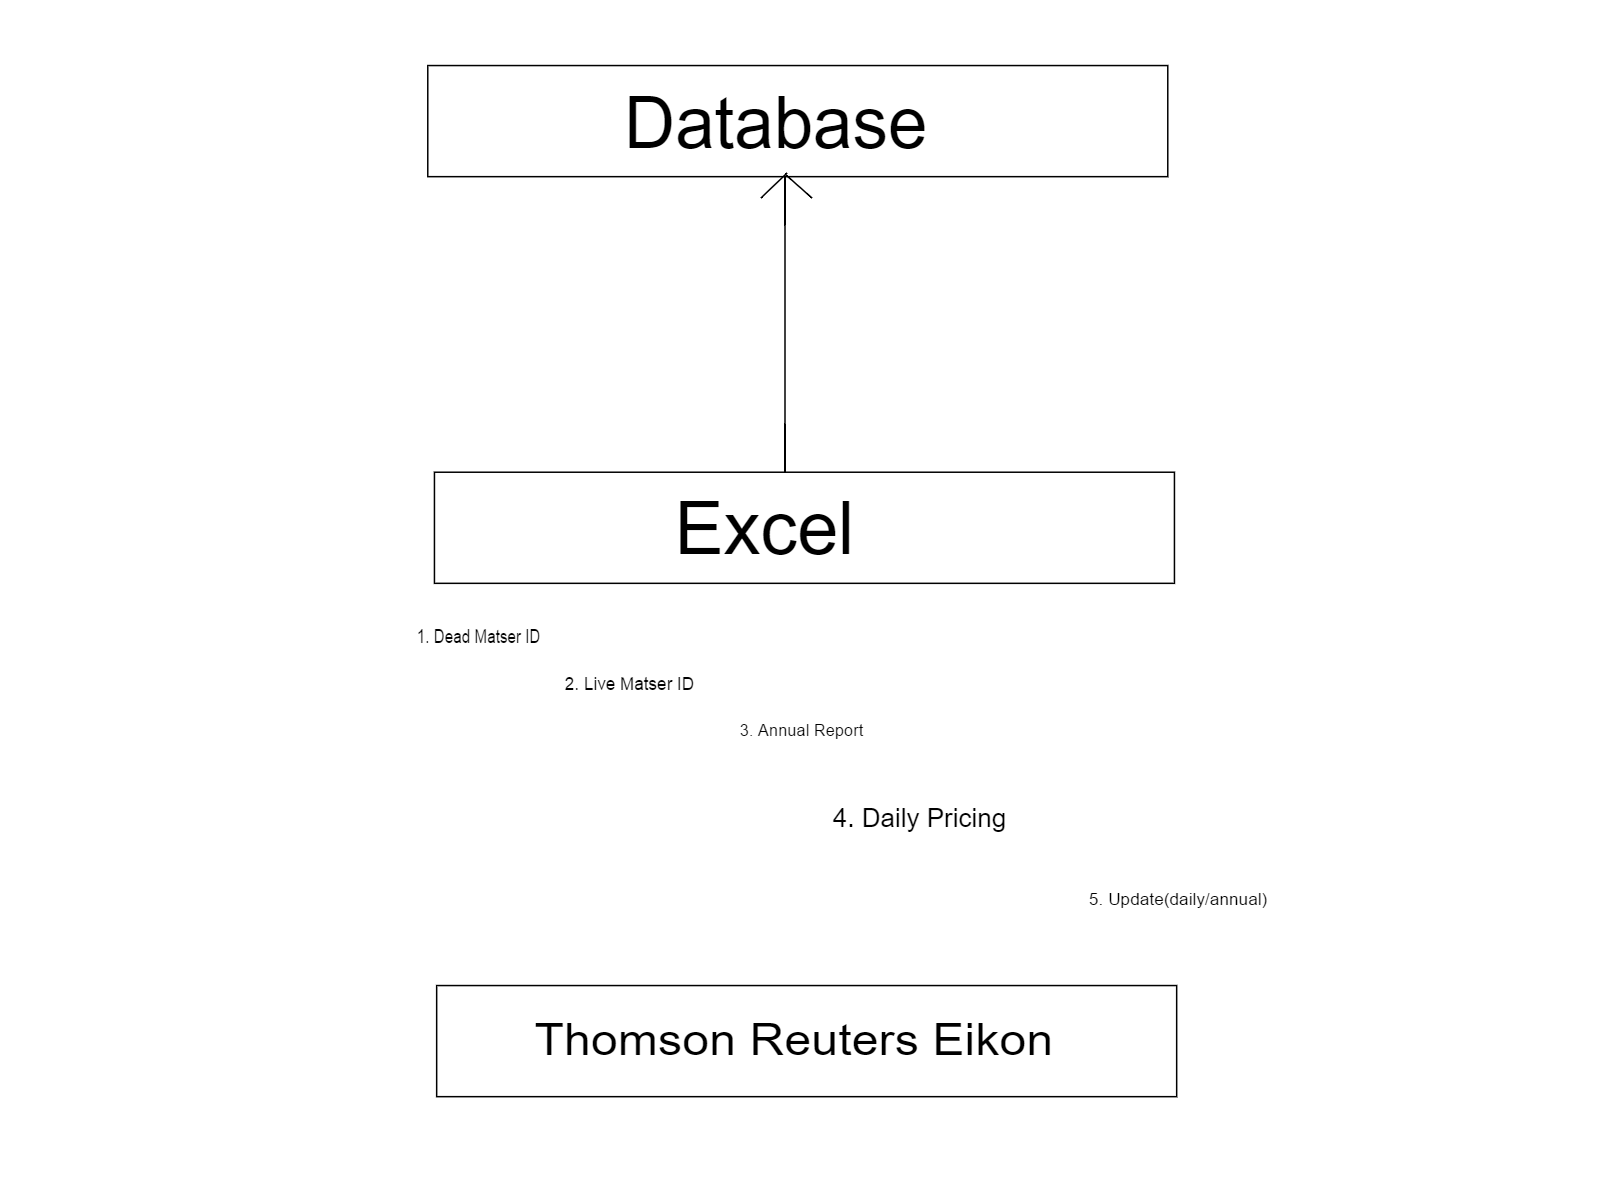 Database
Excel
1. Dead Matser ID
2. Live Matser ID
3. Annual Report
4. Daily Pricing
5. Update(daily/annual)
Thomson Reuters Eikon